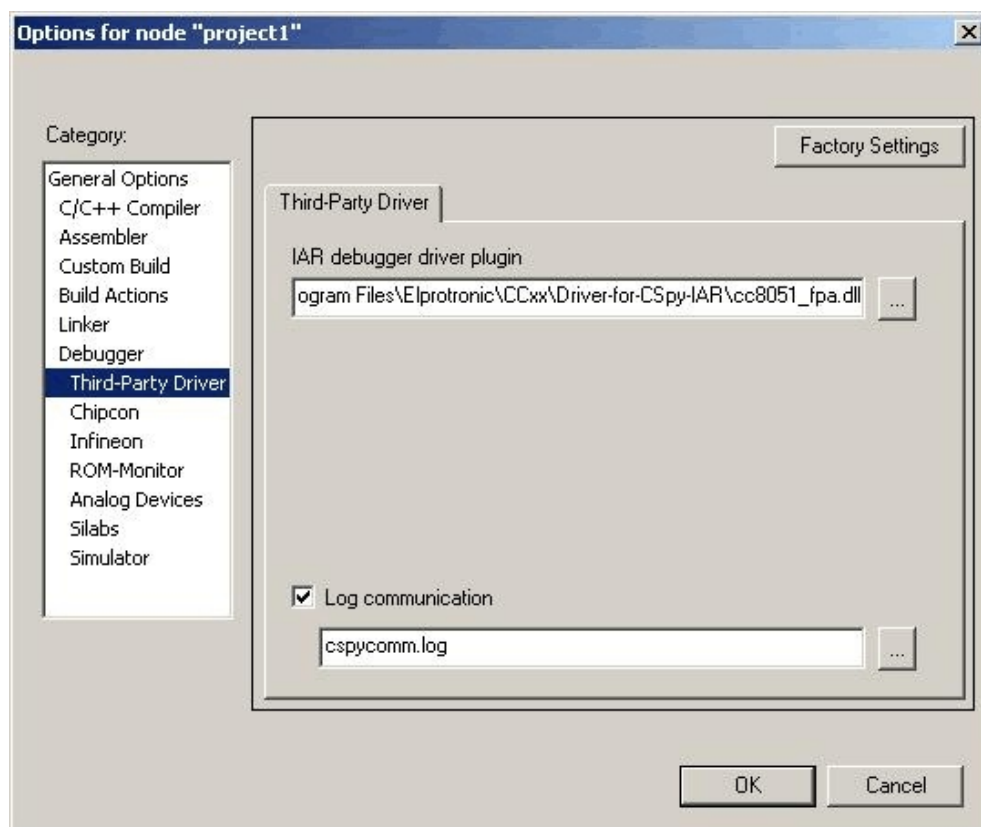 Options for node "project1"
Category:
Factory Settings
General Options
C/C++ Compiler
Assembler
Custom Build
Build Actions
Linker
Debugger
Third-Party Driver
Chipcon
Infineon
ROM-Monitor
Analog Devices
Silabs
Simulator
Third-Party Driver
IAR debugger driver plugin
ogram Files\Elprotronic\CCxx\Driver-for-CSpy-IAR\cc8051_fpa.dll
...
Log communication
cspycomm.log
...
OK
Cancel